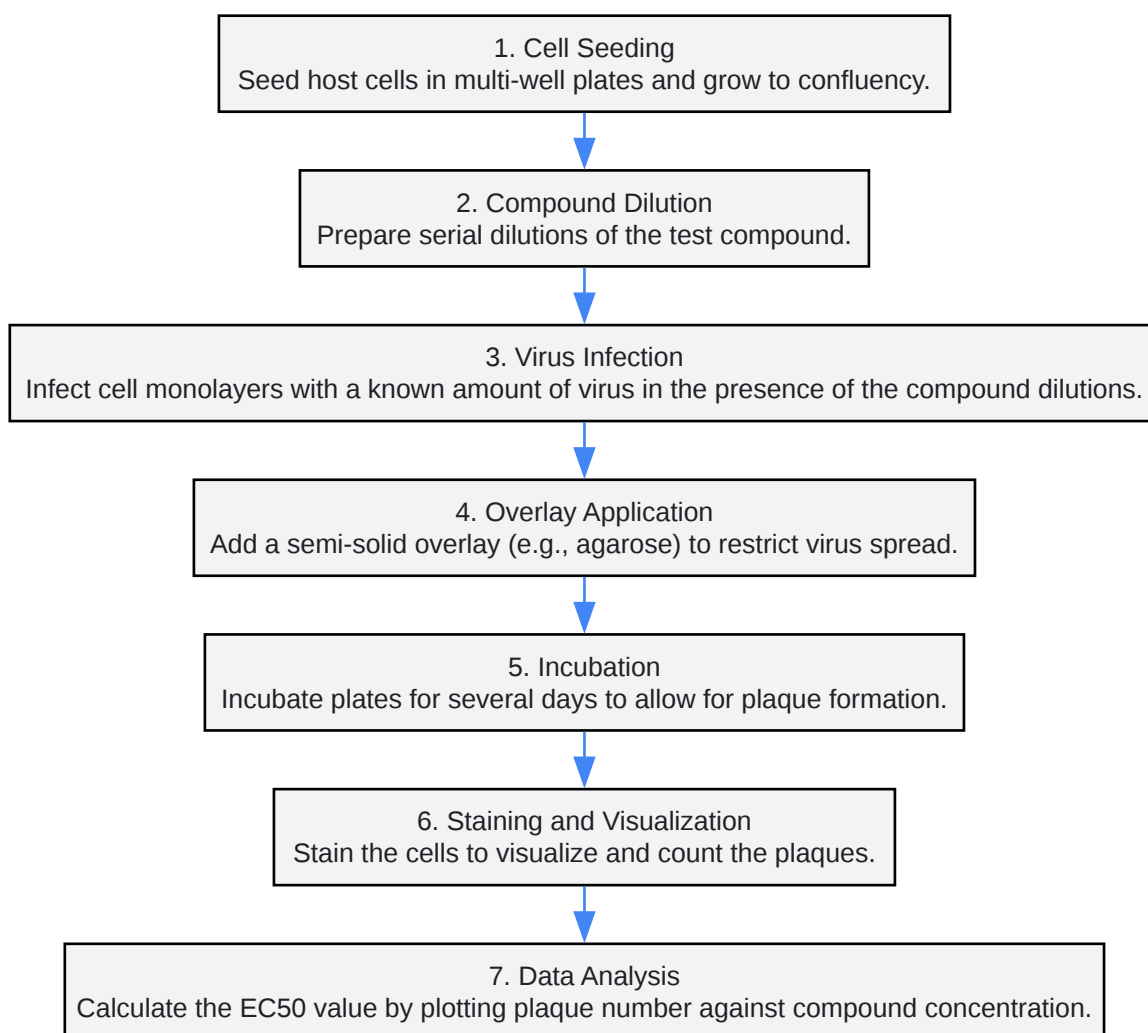 1. Cell Seeding
Seed host cells in multi-well plates and grow to confluency.
2. Compound Dilution
Prepare serial dilutions of the test compound.
3. Virus Infection
Infect cell monolayers with a known amount of virus in the presence of the compound dilutions.
4. Overlay Application
Add a semi-solid overlay (e.g., agarose) to restrict virus spread.
5. Incubation
Incubate plates for several days to allow for plaque formation.
6. Staining and Visualization
Stain the cells to visualize and count the plaques.
7. Data Analysis
Calculate the EC50 value by plotting plaque number against compound concentration.